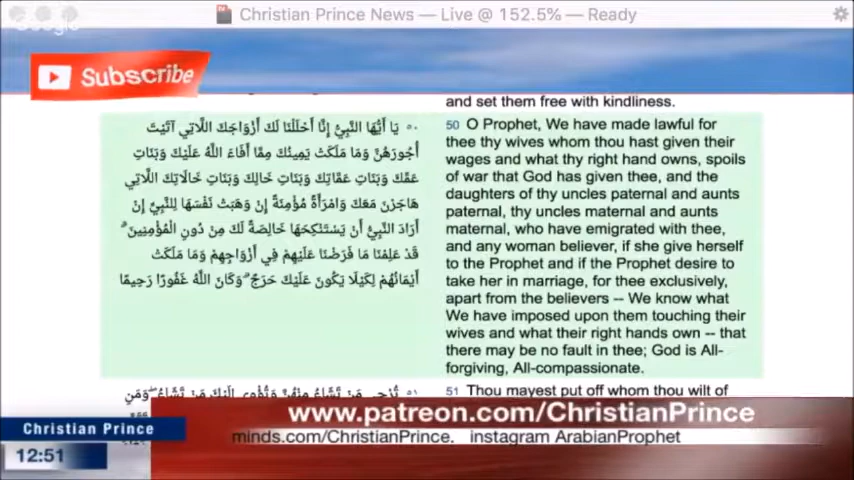 Christian Prince News — Live @ 152.5% — Ready
Google
Subscribe
and set them free with kindliness.
٥٠ يَا أَيُّهَا النَّبِيُّ إِنَّا أَحْلَلْنَا لَكَ أَزْوَاجَكَ اللَّاتِي آتَيْتَ
أُجُورَهُنَّ وَمَا مَلَكَتْ يَمِينُكَ مِمَّا أَفَاءَ اللَّهُ عَلَيْكَ وَبَنَاتِ
عَمِّكَ وَبَنَاتِ عَمَّاتِكَ وَبَنَاتِ خَالِكَ وَبَنَاتِ خَالَاتِكَ اللَّاتِي
هَاجَرْنَ مَعَكَ وَامْرَأَةً مُؤْمِنَةً إِنْ وَهَبَتْ نَفْسَهَا لِلنَّبِيِّ إِنْ
أَرَادَ النَّبِيُّ أَنْ يَسْتَنْكِحَهَا خَالِصَةً لَكَ مِنْ دُونِ الْمُؤْمِنِينَ ۗ
قَدْ عَلِمْنَا مَا فَرَضْنَا عَلَيْهِمْ فِي أَزْوَاجِهِمْ وَمَا مَلَكَتْ
أَيْمَانُهُمْ لِكَيْلَا يَكُونَ عَلَيْكَ حَرَجٌ ۗ وَكَانَ اللَّهُ غَفُورًا رَحِيمًا
50 O Prophet, We have made lawful for
thee thy wives whom thou hast given their
wages and what thy right hand owns, spoils
of war that God has given thee, and the
daughters of thy uncles paternal and aunts
paternal, thy uncles maternal and aunts
maternal, who have emigrated with thee,
and any woman believer, if she give herself
to the Prophet and if the Prophet desire to
take her in marriage, for thee exclusively,
apart from the believers -- We know what
We have imposed upon them touching their
wives and what their right hands own -- that
there may be no fault in thee; God is All-
forgiving, All-compassionate.
٥١ تُرْجِي مَنْ تَشَاءُ مِنْهُنَّ وَتُؤْوِي إِلَيْكَ مَنْ تَشَاءُ ۖ وَمَنِ
51 Thou mayest put off whom thou wilt of
www.patreon.com/ChristianPrince
Christian Prince
minds.com/ChristianPrince. instagram ArabianProphet
12:51